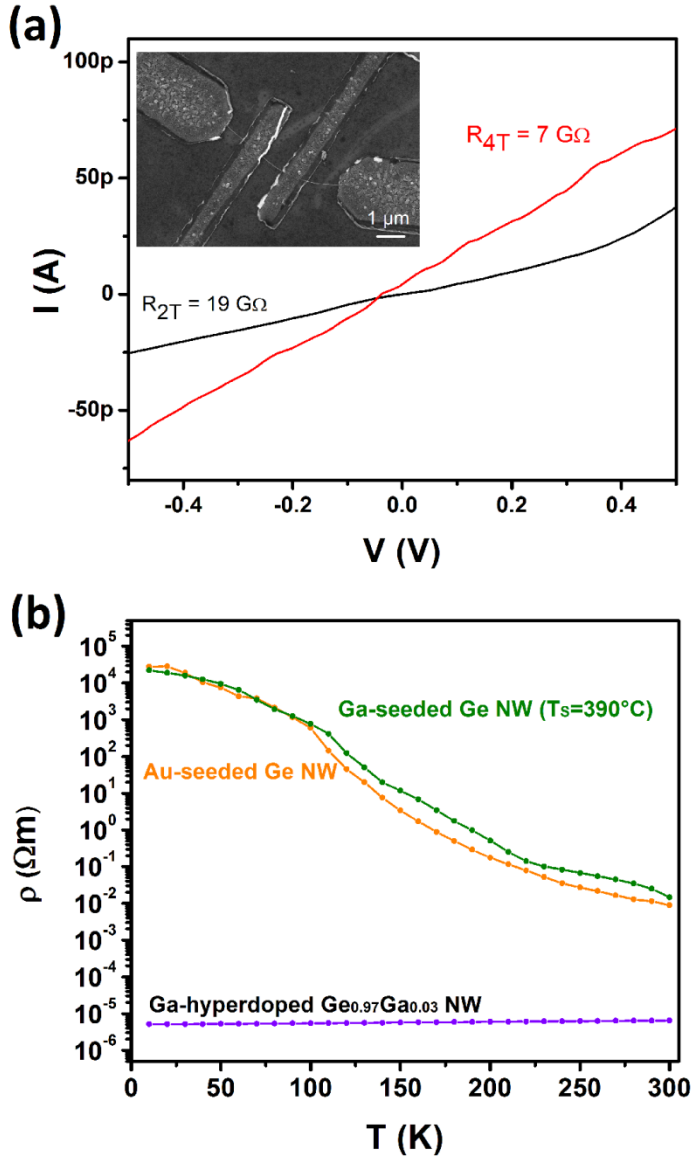 (a)
100p
50p
0
-50p
I (A)
R4T = 7 GΩ
R2T = 19 GΩ
1 µm
-0.4
-0.2
0.0
0.2
0.4
V (V)
(b)
10^5
10^4
10^3
10^2
10^1
10^0
10^-1
10^-2
10^-3
10^-4
10^-5
10^-6
ρ (Ωm)
Ga-seeded Ge NW (Ts=390°C)
Au-seeded Ge NW
Ga-hyperdoped Ge0.97Ga0.03 NW
0
50
100
150
200
250
300
T (K)